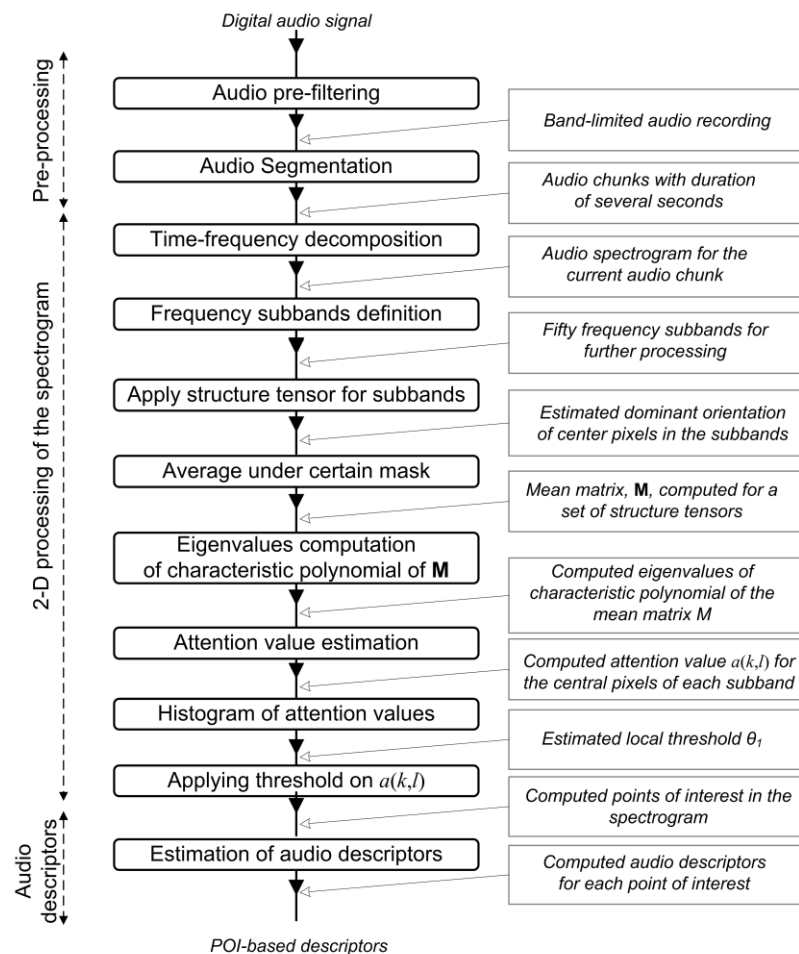 Digital audio signal
Pre-processing
Audio pre-filtering
Band-limited audio recording
Audio Segmentation
Audio chunks with duration
of several seconds
2-D processing of the spectrogram
Time-frequency decomposition
Audio spectrogram for the
current audio chunk
Frequency subbands definition
Fifty frequency subbands for
further processing
Apply structure tensor for subbands
Estimated dominant orientation
of center pixels in the subbands
Average under certain mask
Mean matrix, M, computed for a
set of structure tensors
Eigenvalues computation
of characteristic polynomial of M
Computed eigenvalues of
characteristic polynomial of the
mean matrix M
Attention value estimation
Computed attention value a(k,l) for
the central pixels of each subband
Histogram of attention values
Estimated local threshold θ₁
Applying threshold on a(k,l)
Computed points of interest in the
spectrogram
Audio
descriptors
Estimation of audio descriptors
Computed audio descriptors
for each point of interest
POI-based descriptors